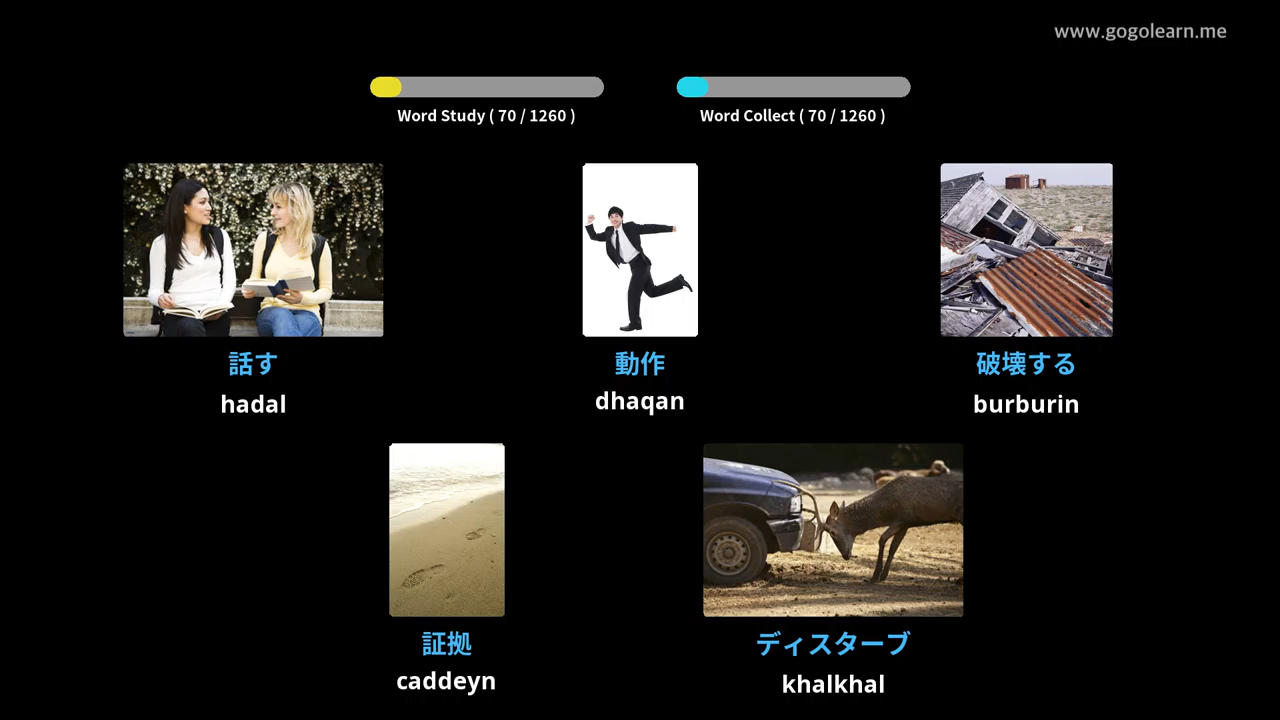 www.gogolearn.me
Word Study ( 70 / 1260 )
Word Collect ( 70 / 1260 )
話す
hadal
動作
dhaqan
破壊する
burburin
証拠
caddeyn
ディスターブ
khalkhal